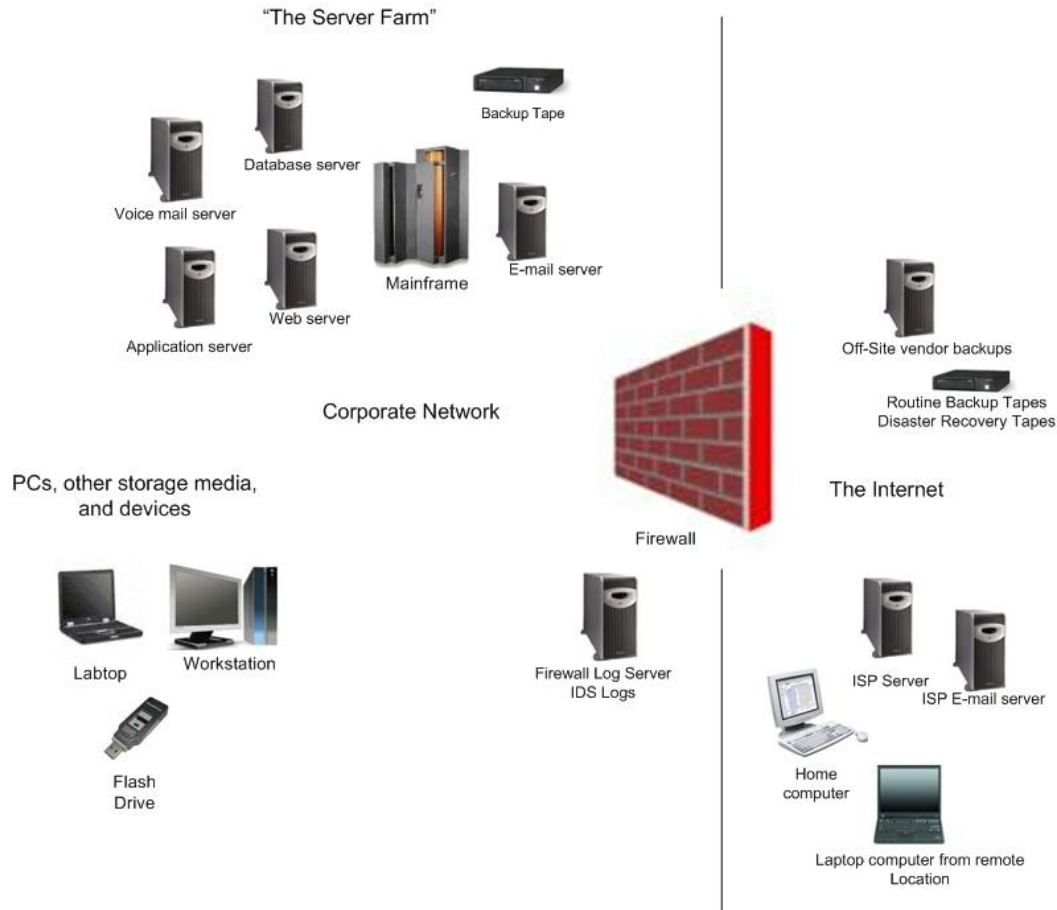 “The Server Farm”
Backup Tape
Database server
Voice mail server
E-mail server
Mainframe
Web server
Application server
Off-Site vendor backups
Routine Backup Tapes
Disaster Recovery Tapes
Corporate Network
PCs, other storage media,
and devices
The Internet
Firewall
Labtop
Workstation
Firewall Log Server
IDS Logs
ISP Server
ISP E-mail server
Flash
Drive
Home
computer
Laptop computer from remote
Location